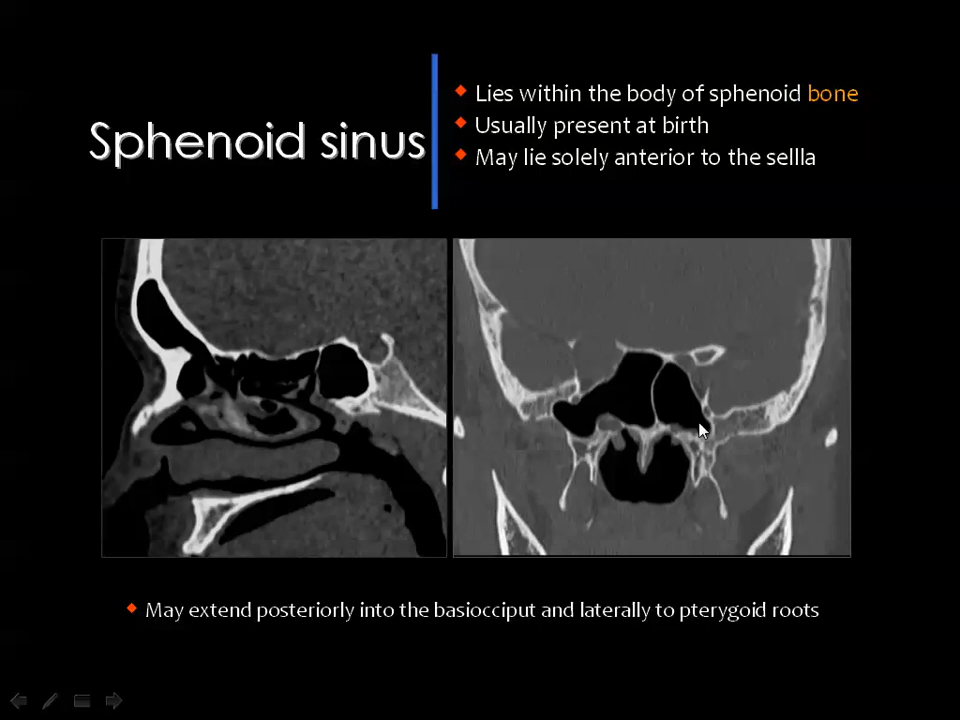 Sphenoid sinus
Lies within the body of sphenoid bone
Usually present at birth
May lie solely anterior to the sellla
May extend posteriorly into the basiocciput and laterally to pterygoid roots